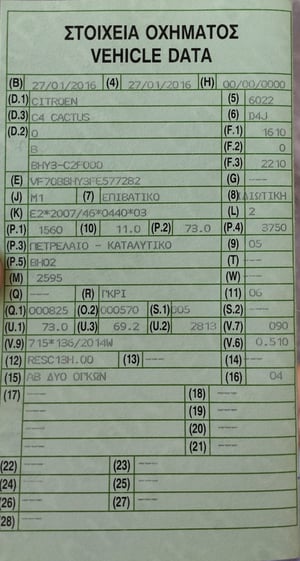 ΣΤΟΙΧΕΙΑ ΟΧΗΜΑΤΟΣ
VEHICLE DATA
(B) 27/01/2016 (4) 27/01/2016 (H) 00/00/0000
(D.1) CITROEN (5) 6022
(D.3) C4 CACTUS (6) D4J
(D.2) 0 (F.1) 1610
B (F.2) 0
BHY3-C2F000 (F.3) 2210
(E) VF70BBHY3FE577282 (G) -----
(J) M1 (7) ΕΠΙΒΑΤΙΚΟ (8) ΙΔΙΩΤΙΚΗ
(K) E2*2007/46*0440*03 (L) 2
(P.1) 1560 (10) 11.0 (P.2) 73.0 (P.4) 3750
(P.3) ΠΕΤΡΕΛΑΙΟ - ΚΑΤΑΛΥΤΙΚΟ (9) 05
(P.5) BH02 (T) -----
(M) 2595 (W) -----
(Q) ----- (R) ΓΚΡΙ (11) 06
(O.1) 000825 (O.2) 000570 (S.1) 005 (S.2) -----
(U.1) 73.0 (U.3) 69.2 (U.2) 2813 (V.7) 090
(V.9) 715*136/2014W (V.6) 0.510
(12) RESC13H.00 (13) ----- (14) -----
(15) ΑΒ ΔΥΟ ΟΓΚΩΝ (16) 04
(17) ----- (18) -----
(19) -----
(20) -----
(21) -----
(22) ----- (23) -----
(24) ----- (25) -----
(26) ----- (27) -----
(28) -----